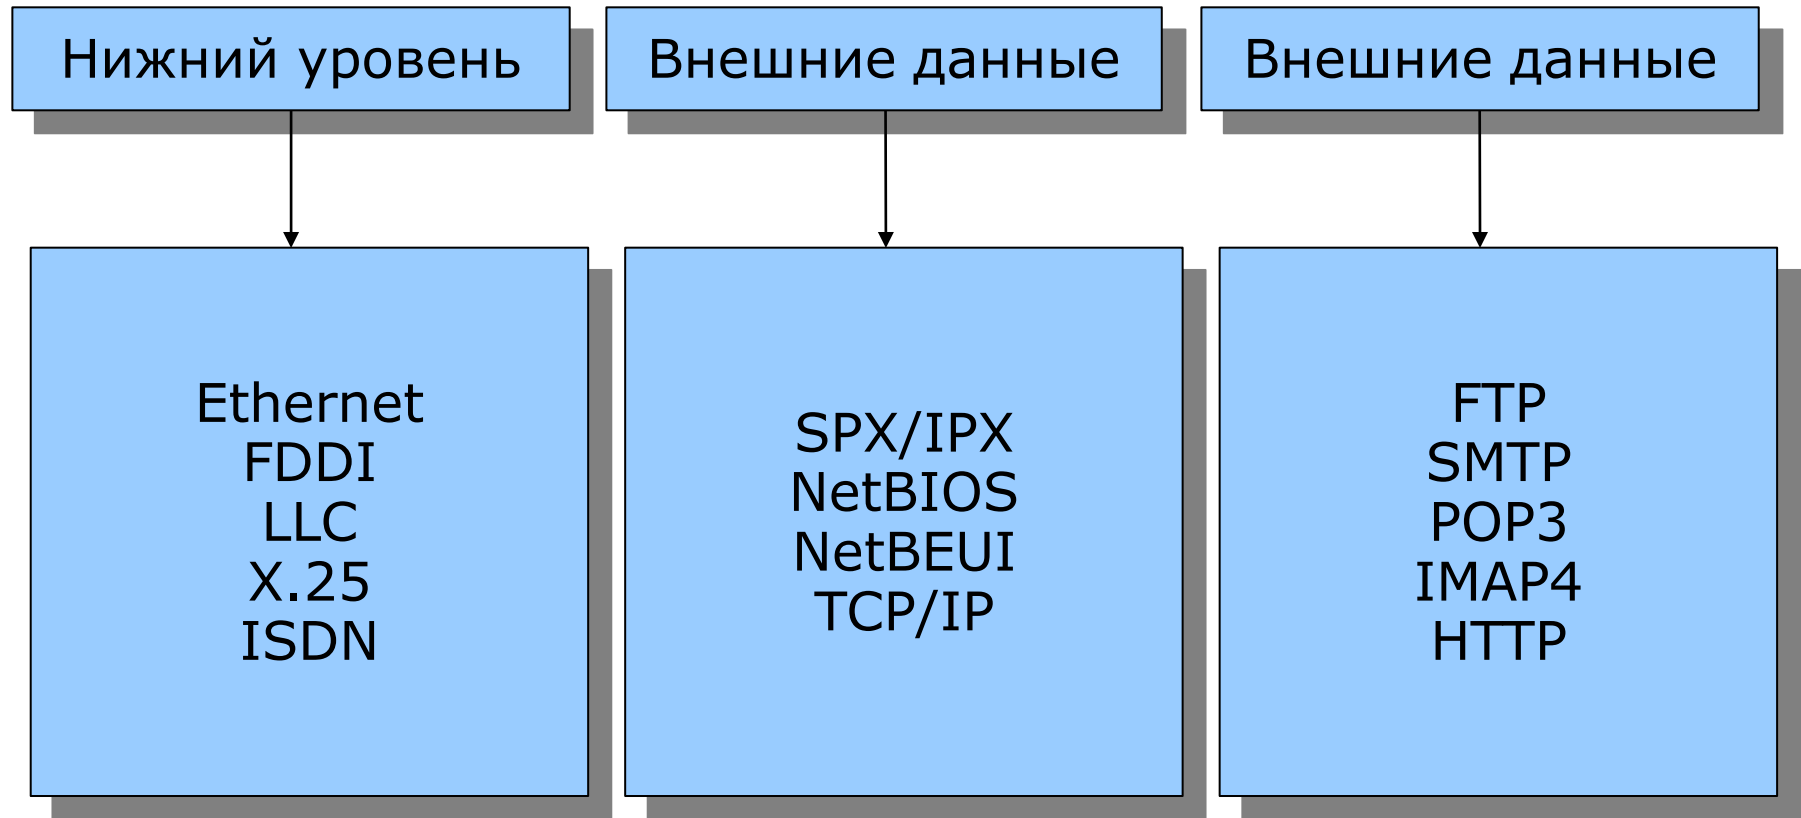 Нижний уровень
Внешние данные
Внешние данные
Ethernet
FDDI
LLC
X.25
ISDN
SPX/IPX
NetBIOS
NetBEUI
TCP/IP
FTP
SMTP
POP3
IMAP4
HTTP